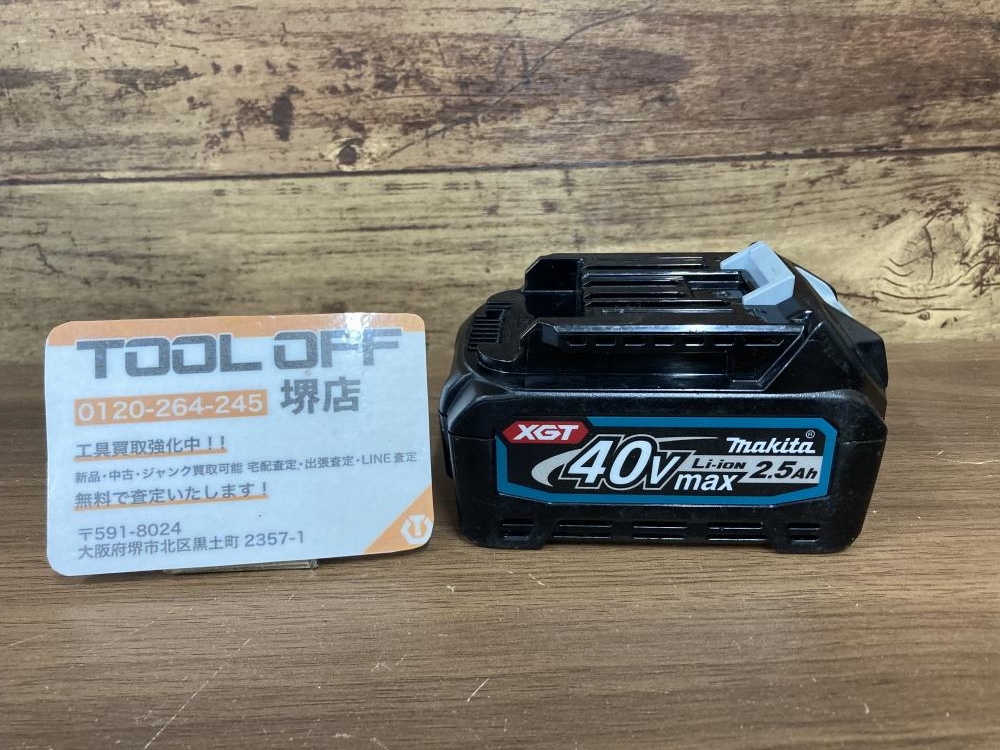 TOOL OFF
0120-264-245 堺店
工具買取強化中！！
新品・中古・ジャンク買取可能 宅配査定・出張査定・LINE査定
無料で査定いたします！
〒591-8024
大阪府堺市北区黒土町 2357-1
XGT
makita®
40Vmax
Li-ion 2.5Ah